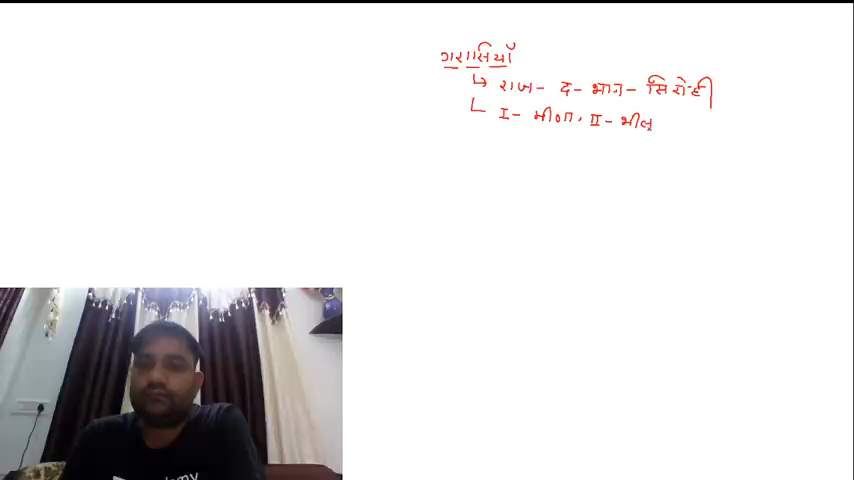 गरासियाँ
↳ राज- द- भाग- सिरोही
└ I- मीणा, II- भील